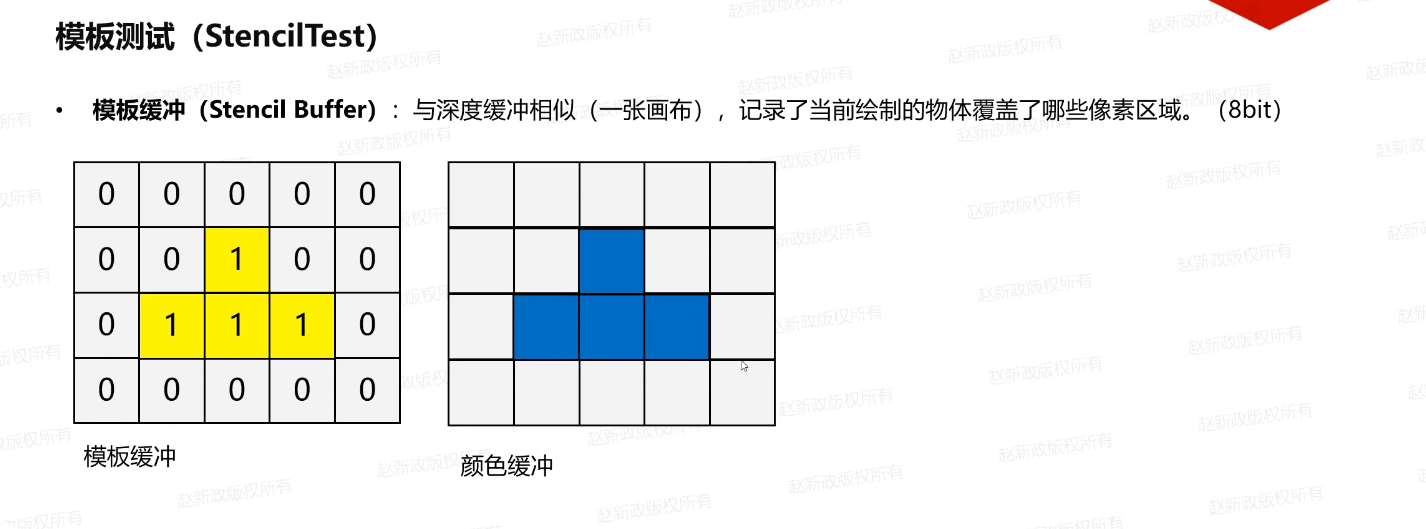 模板测试（StencilTest）
• 模板缓冲（Stencil Buffer）：与深度缓冲相似（一张画布），记录了当前绘制的物体覆盖了哪些像素区域。（8bit）
0 0 0 0 0
0 0 1 0 0
0 1 1 1 0
0 0 0 0 0
模板缓冲
颜色缓冲
赵新政版权所有